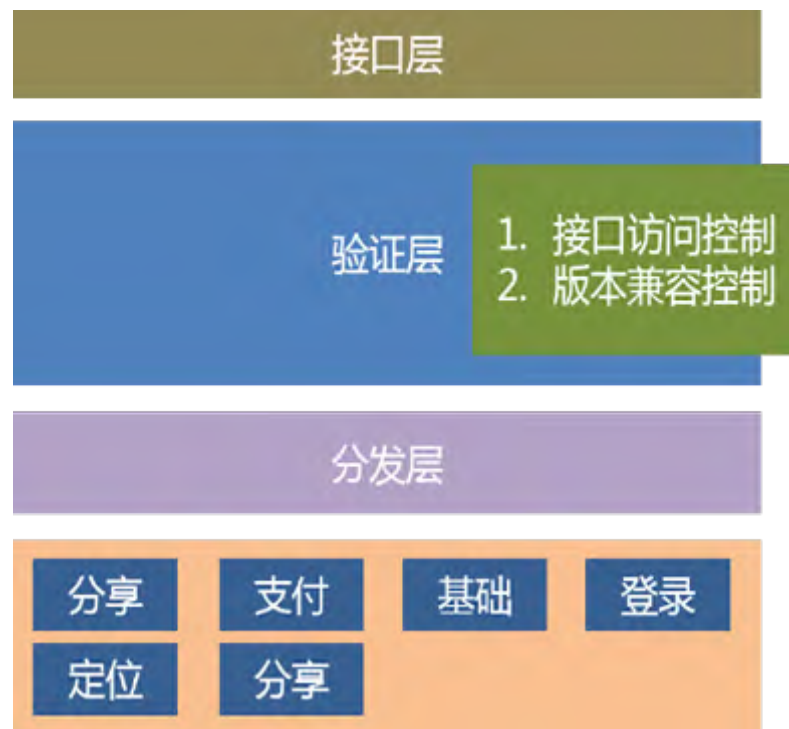 接口层
验证层
1. 接口访问控制
2. 版本兼容控制
分发层
分享 支付 基础 登录
定位 分享